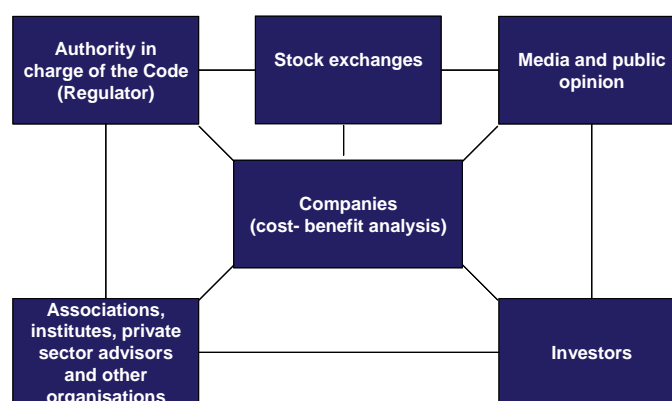 Authority in
charge of the Code
(Regulator)
Stock exchanges
Media and public
opinion
Companies
(cost- benefit analysis)
Associations,
institutes, private
sector advisors
and other
organisations
Investors